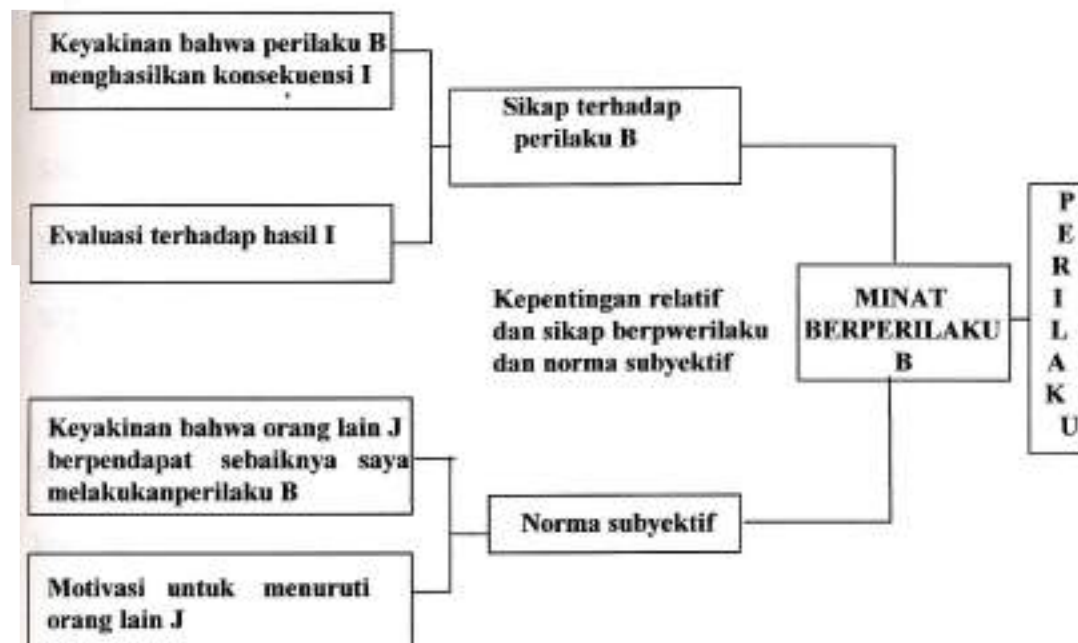 Keyakinan bahwa perilaku B
menghasilkan konsekuensi I
Sikap terhadap
perilaku B
Evaluasi terhadap hasil I
Kepentingan relatif
dan sikap berpwerilaku
dan norma subyektif
MINAT
BERPERILAKU
B
P
E
R
I
L
A
K
U
Keyakinan bahwa orang lain J
berpendapat sebaiknya saya
melakukanperilaku B
Norma subyektif
Motivasi untuk menuruti
orang lain J